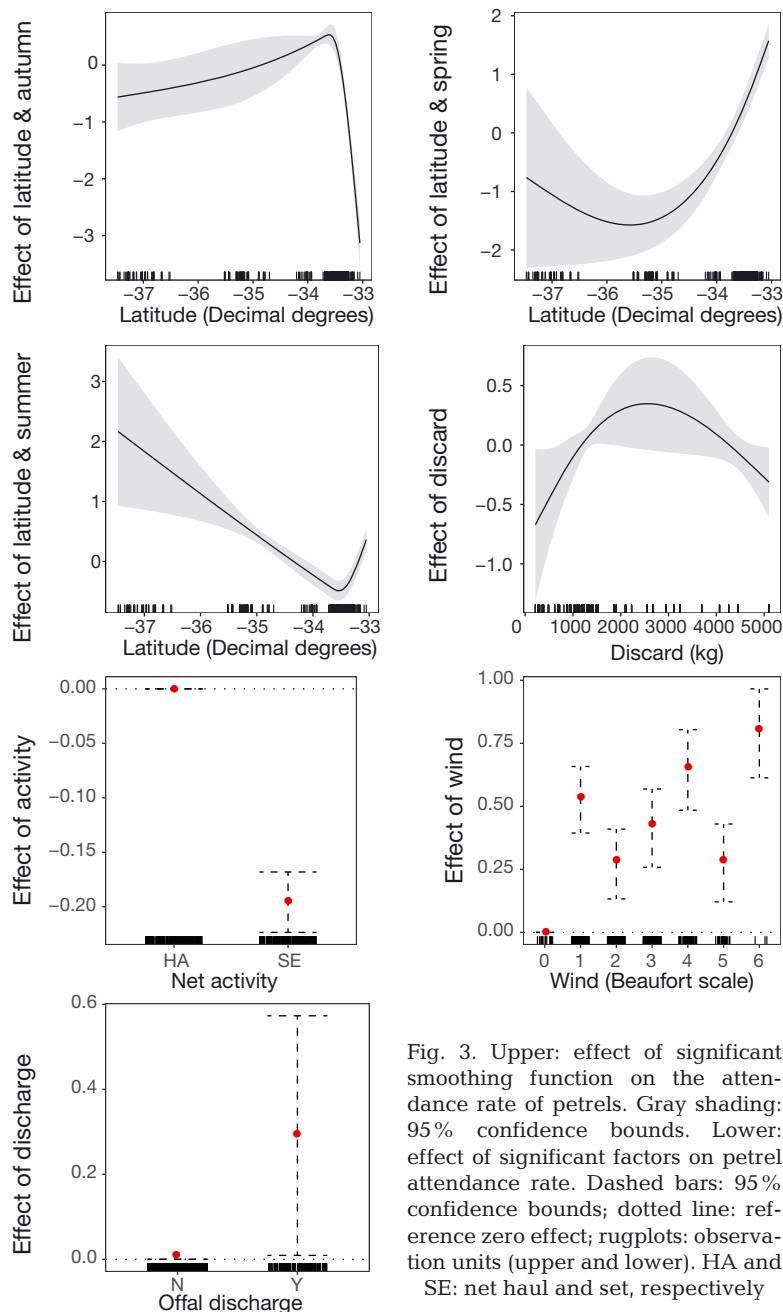 Effect of latitude & autumn
0
−1
−2
−3
−37
−36
−35
−34
−33
Latitude (Decimal degrees)
Effect of latitude & spring
2
1
0
−1
−2
−37
−36
−35
−34
−33
Latitude (Decimal degrees)
Effect of latitude & summer
3
2
1
0
−37
−36
−35
−34
−33
Latitude (Decimal degrees)
Effect of discard
0.5
0.0
−0.5
−1.0
0
1000
2000
3000
4000
5000
Discard (kg)
Effect of activity
0.00
−0.05
−0.10
−0.15
−0.20
HA
SE
Net activity
Effect of wind
1.00
0.75
0.50
0.25
0.00
0
1
2
3
4
5
6
Wind (Beaufort scale)
Effect of discharge
0.6
0.4
0.2
0.0
N
Y
Offal discharge
Fig. 3. Upper: effect of significant
smoothing function on the atten-
dance rate of petrels. Gray shading:
95% confidence bounds. Lower:
effect of significant factors on petrel
attendance rate. Dashed bars: 95%
confidence bounds; dotted line: ref-
erence zero effect; rugplots: observa-
tion units (upper and lower). HA and
SE: net haul and set, respectively